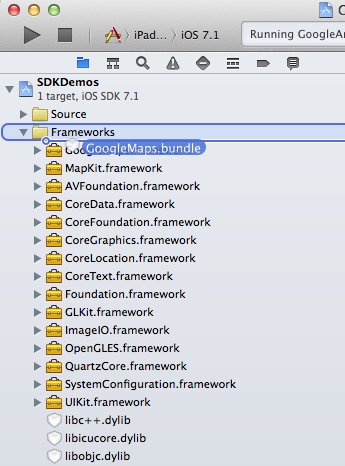 iPad... iOS 7.1
Running GoogleAn
SDKDemos
1 target, iOS SDK 7.1
Source
Frameworks
GoogleMaps.bundle
MapKit.framework
AVFoundation.framework
CoreData.framework
CoreFoundation.framework
CoreGraphics.framework
CoreLocation.framework
CoreText.framework
Foundation.framework
GLKit.framework
ImageIO.framework
OpenGLES.framework
QuartzCore.framework
SystemConfiguration.framework
UIKit.framework
libc++.dylib
libicucore.dylib
libobjc.dylib